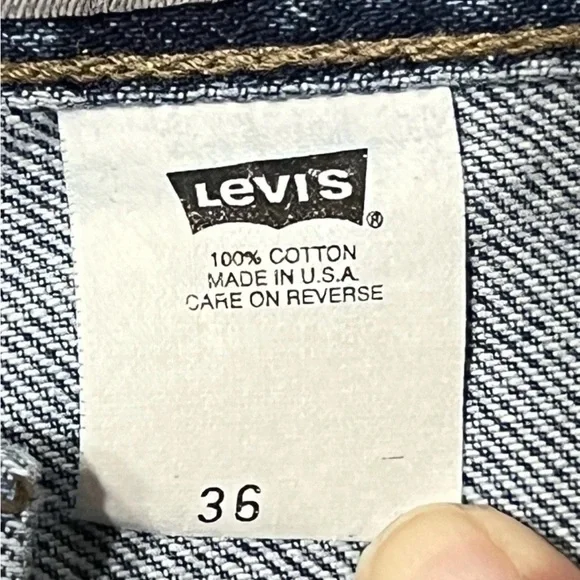 LEVI'S ®
100% COTTON
MADE IN U.S.A.
CARE ON REVERSE
36